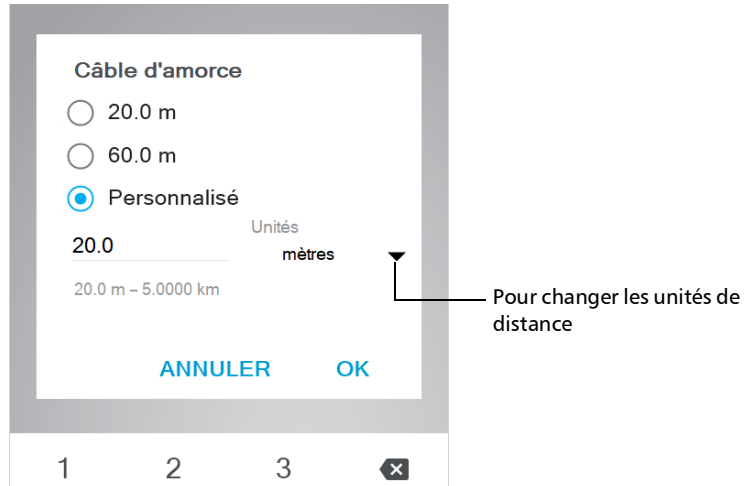 Câble d'amorce
20.0 m
60.0 m
Personnalisé
Unités
20.0
mètres
20.0 m – 5.0000 km
Pour changer les unités de
distance
ANNULER OK
1 2 3